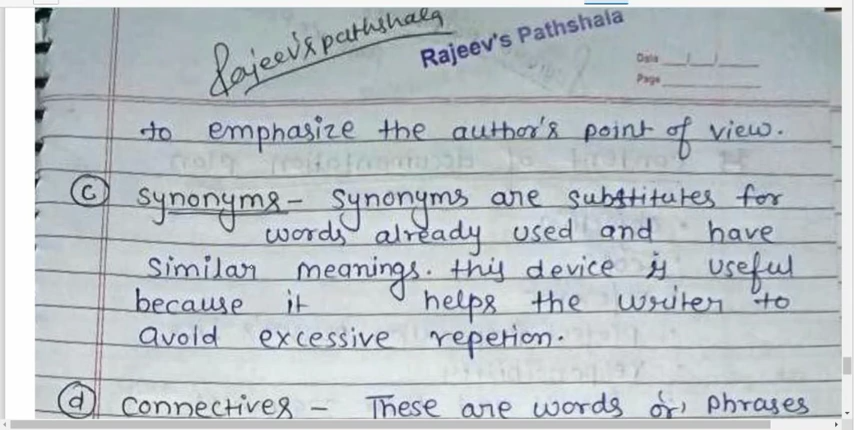 Rajeev's pathshala
Rajeev's Pathshala
Date
Page
to emphasize the author's point of view.
(c) Synonyms - Synonyms are substitutes for
words already used and have
similar meanings. this device is useful
because it helps the writer to
avoid excessive repetion.
(d) Connectives - These are words or, phrases